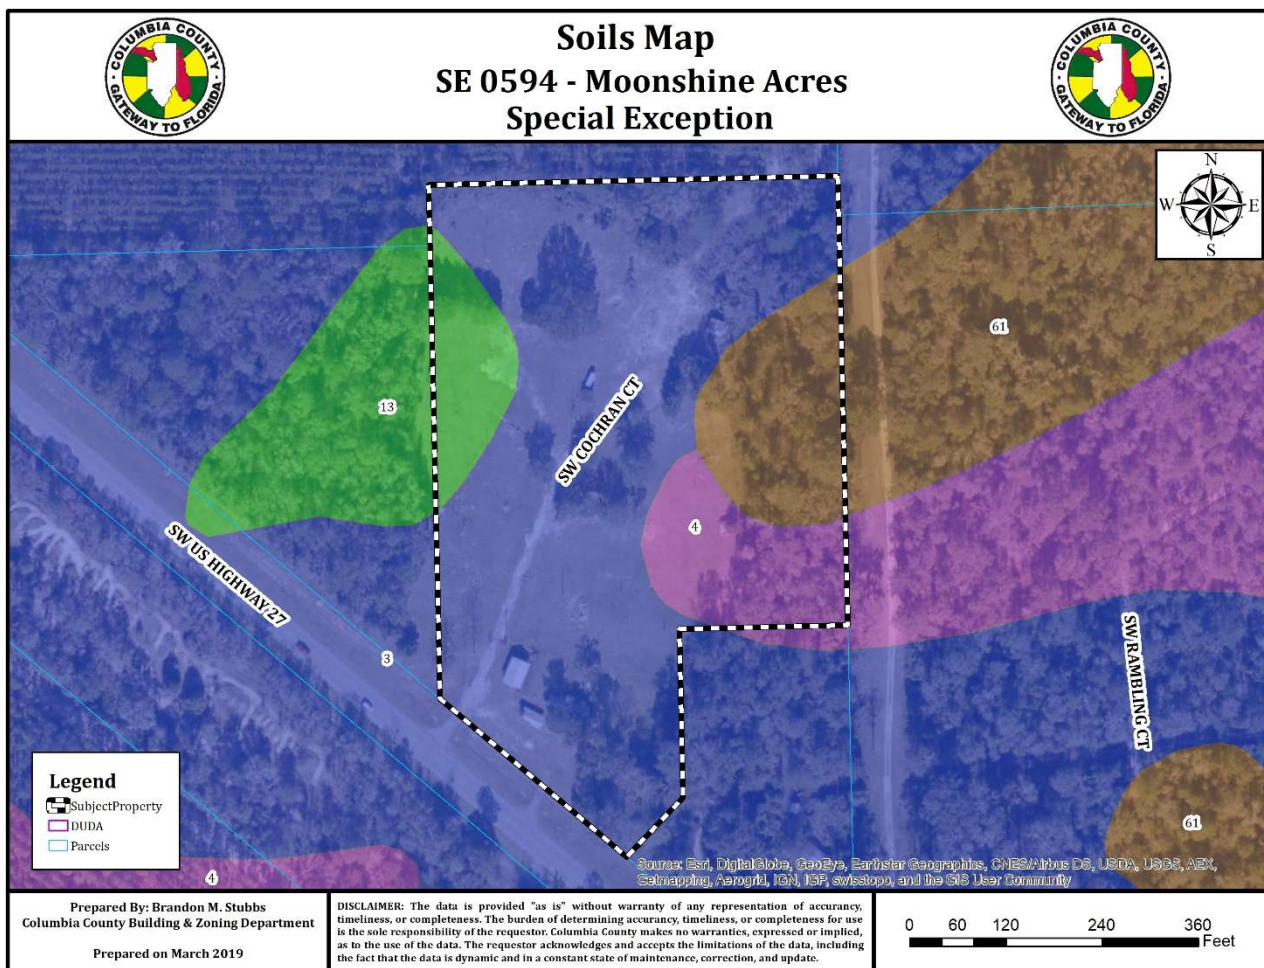 COLUMBIA COUNTY
GATEWAY TO FLORIDA
Soils Map
SE 0594 - Moonshine Acres
Special Exception
COLUMBIA COUNTY
GATEWAY TO FLORIDA
N
W E
S
61
13
SW COCHRAN CT
4
SW US HIGHWAY 27
3
SW RAMBLING CT
61
4
Legend
SubjectProperty
DUDA
Parcels
Source: Esri, DigitalGlobe, GeoEye, Earthstar Geographics, CNES/Airbus DS, USDA, USGS, AEX,
Getmapping, Aerogrid, IGN, IGP, swisstopo, and the GIS User Community
Prepared By: Brandon M. Stubbs
Columbia County Building & Zoning Department
Prepared on March 2019
DISCLAIMER: The data is provided "as is" without warranty of any representation of accuracy,
timeliness, or completeness. The burden of determining accuracy, timeliness, or completeness for use
is the sole responsibility of the requestor. Columbia County makes no warranties, expressed or implied,
as to the use of the data. The requestor acknowledges and accepts the limitations of the data, including
the fact that the data is dynamic and in a constant state of maintenance, correction, and update.
0 60 120 240 360
Feet